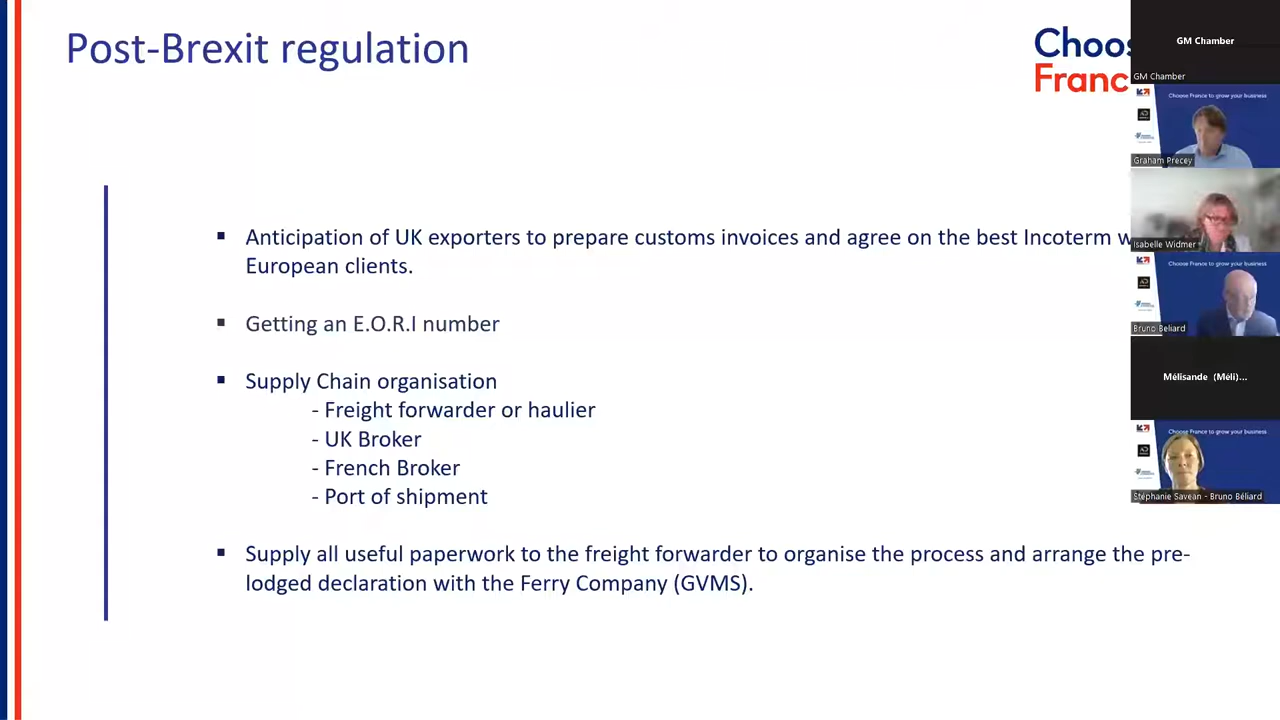 Post-Brexit regulation
Choos
Franc
Anticipation of UK exporters to prepare customs invoices and agree on the best Incoterm w
European clients.
Getting an E.O.R.I number
Supply Chain organisation
- Freight forwarder or haulier
- UK Broker
- French Broker
- Port of shipment
Supply all useful paperwork to the freight forwarder to organise the process and arrange the pre-
lodged declaration with the Ferry Company (GVMS).
GM Chamber
GM Chamber
Choose France to grow your business
Graham Precey
Isabelle Widmer
Choose France to grow your business
Bruno Beliard
Mélisande (Méli)...
Choose France to grow your business
Stéphanie Savean - Bruno Béliard